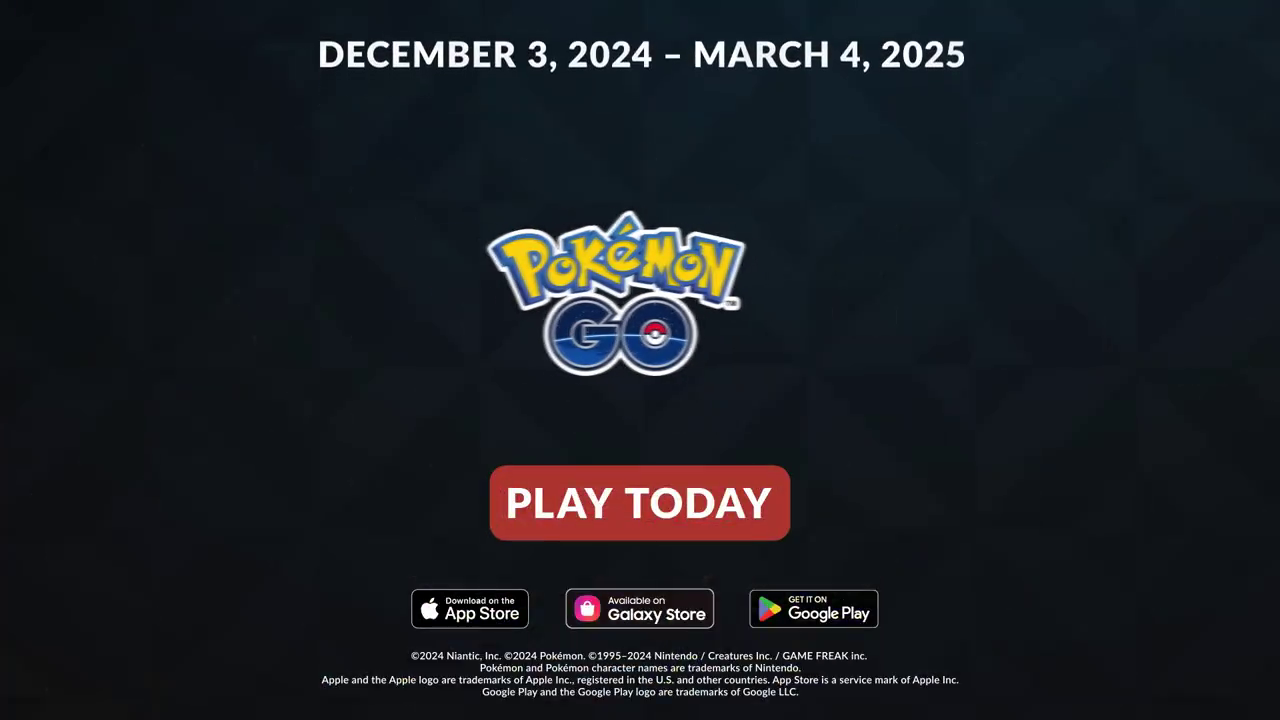 DECEMBER 3, 2024 – MARCH 4, 2025
POKÉMON
GO
PLAY TODAY
Download on the
App Store
Available on
Galaxy Store
GET IT ON
Google Play
©2024 Niantic, Inc. ©2024 Pokémon. ©1995–2024 Nintendo / Creatures Inc. / GAME FREAK inc.
Pokémon and Pokémon character names are trademarks of Nintendo.
Apple and the Apple logo are trademarks of Apple Inc., registered in the U.S. and other countries. App Store is a service mark of Apple Inc.
Google Play and the Google Play logo are trademarks of Google LLC.